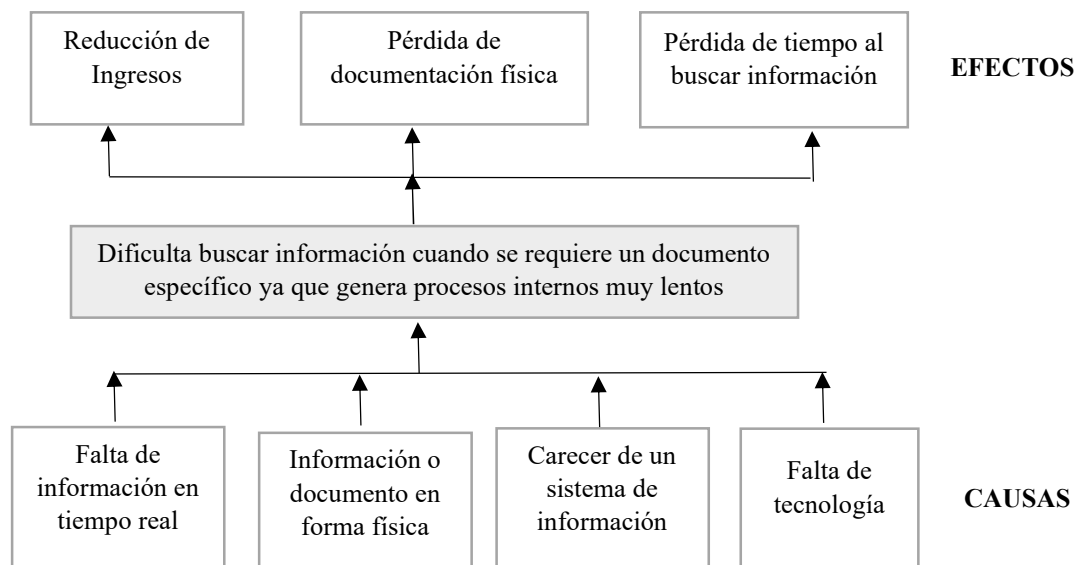 Reducción de
Ingresos
Pérdida de
documentación física
Pérdida de tiempo al
buscar información
EFECTOS
Dificulta buscar información cuando se requiere un documento
específico ya que genera procesos internos muy lentos
Falta de
información en
tiempo real
Información o
documento en
forma física
Carecer de un
sistema de
información
Falta de
tecnología
CAUSAS